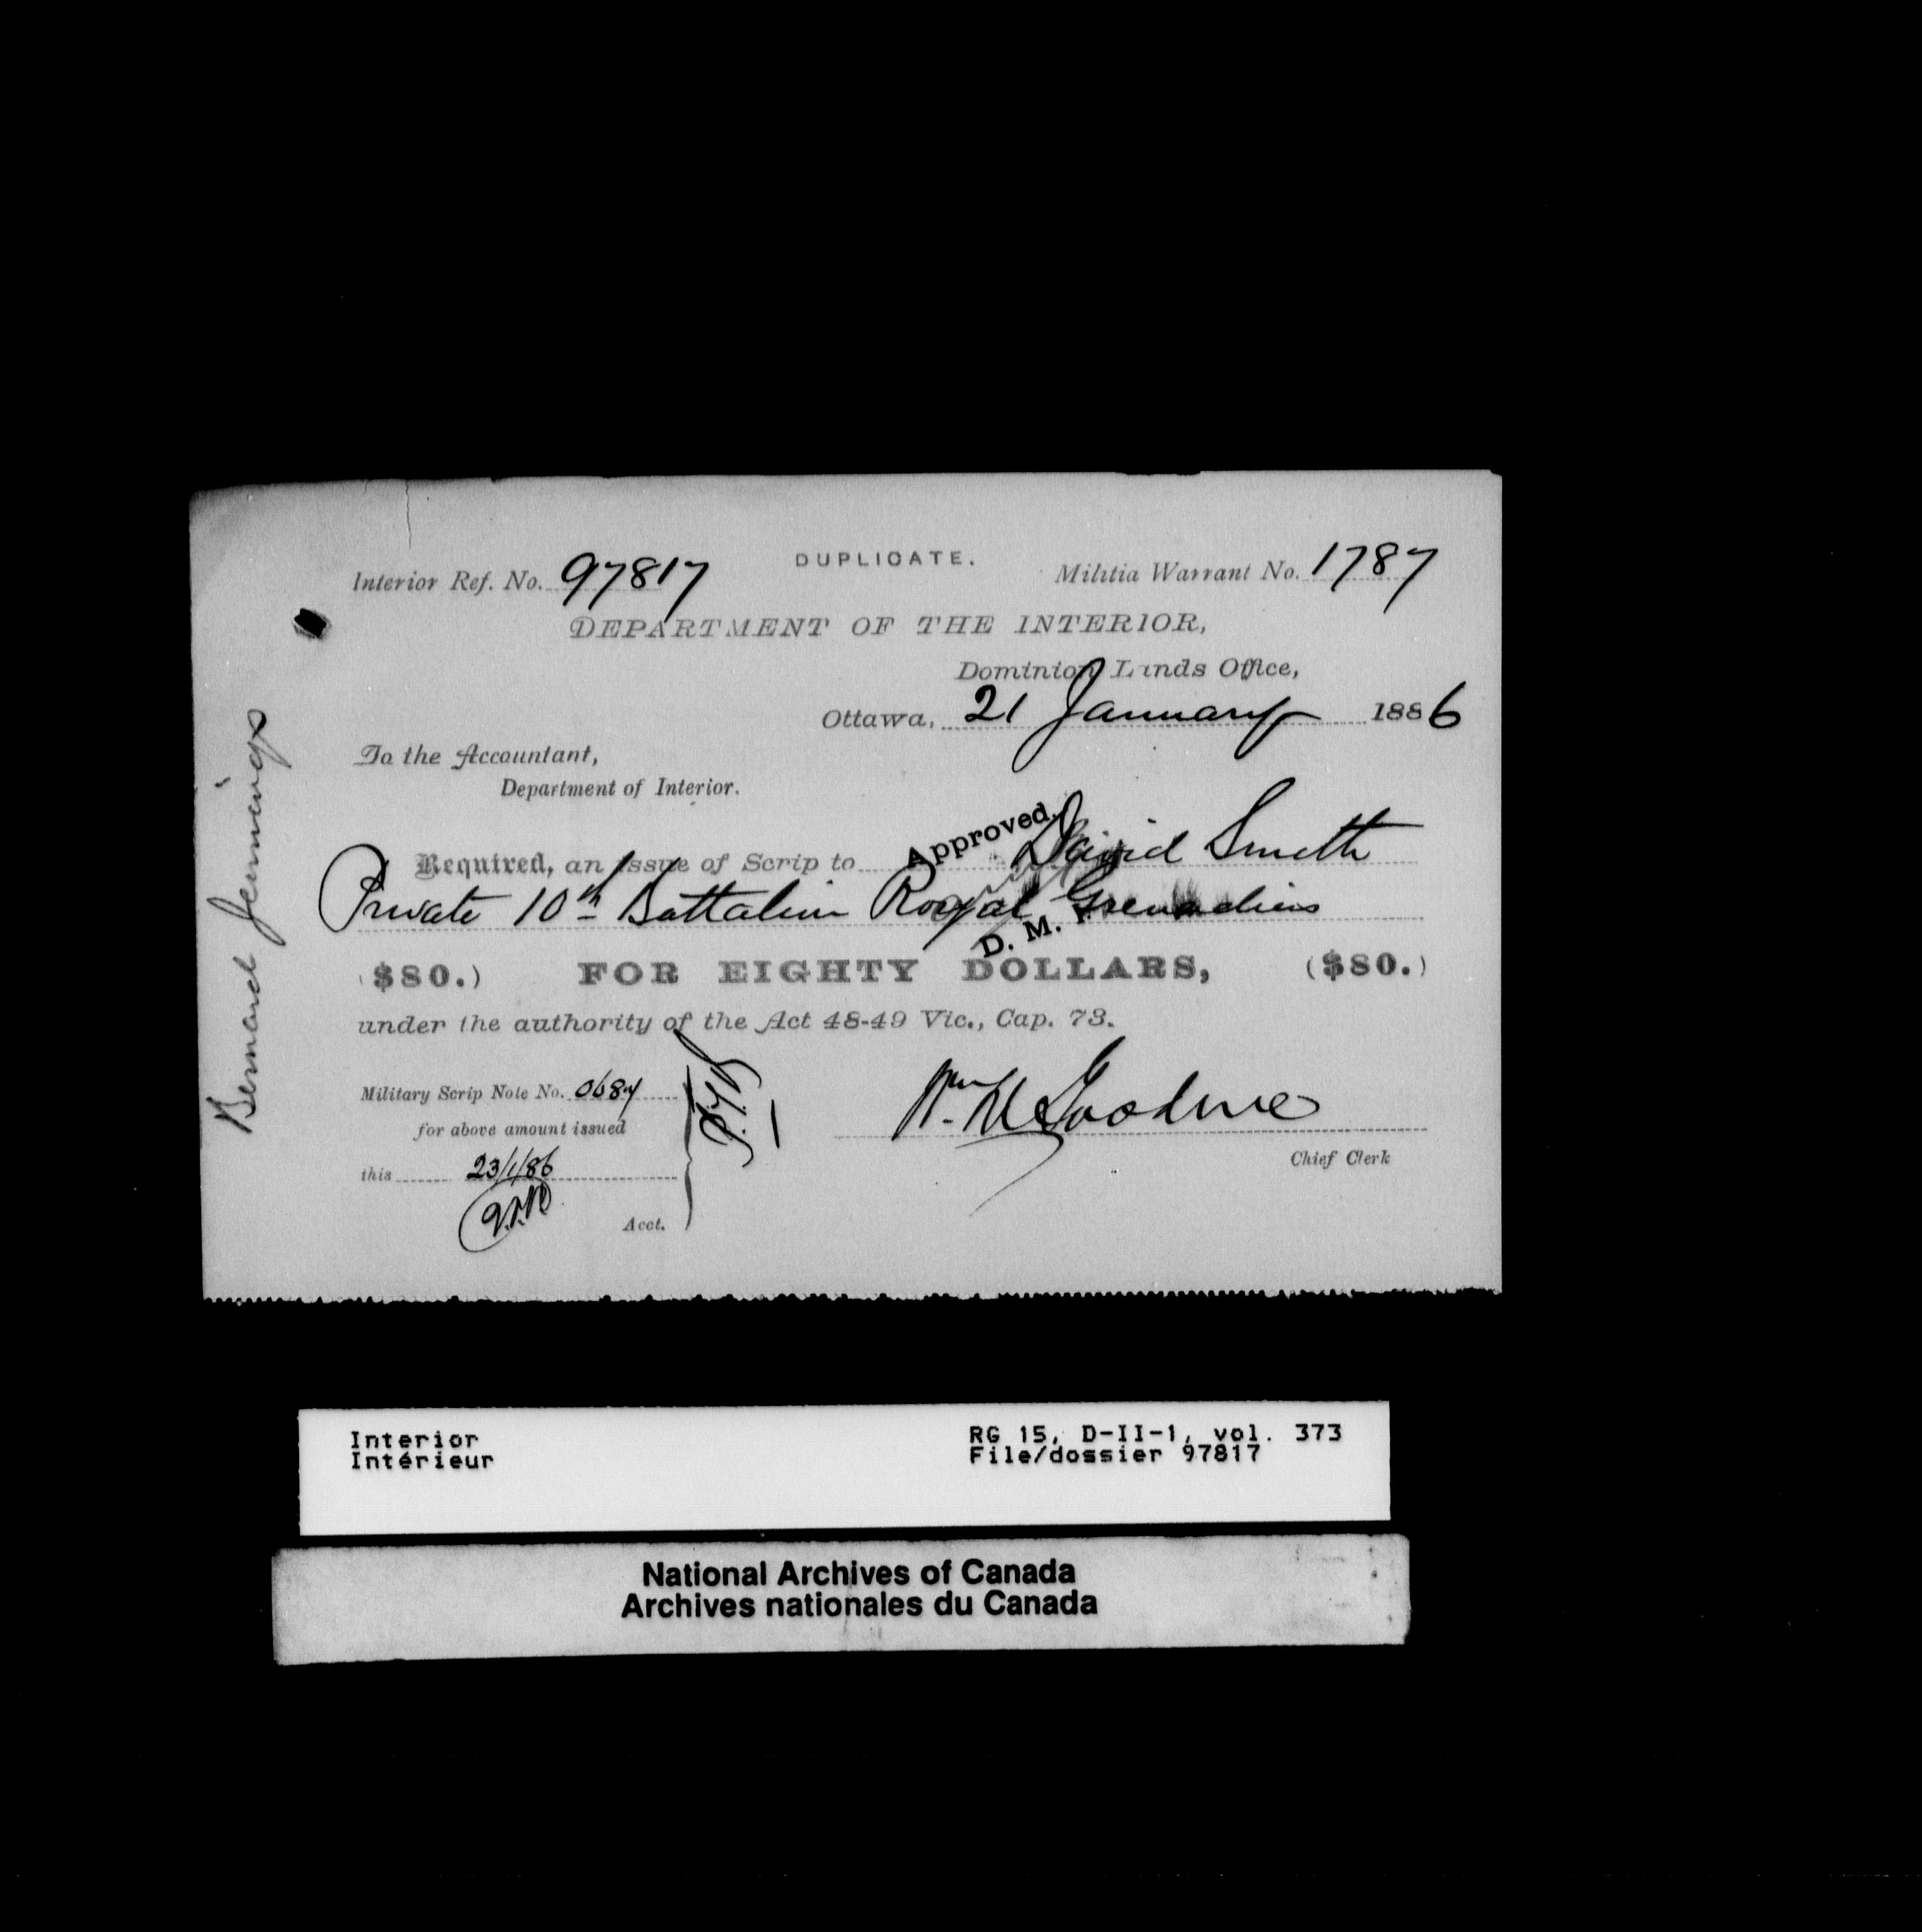 DUPLICATE.
Interior Ref. No. 97817
Militia Warrant No. 1787
DEPARTMENT OF THE INTERIOR,
Dominion Lands Office,
Ottawa, 21 January 1886
To the Accountant,
Department of Interior.
Approved,
Required, an Issue of Scrip to David Smith
Private 10th Battalion Royal Grenadiers
D. M.
($80.) FOR EIGHTY DOLLARS, ($80.)
under the authority of the Act 48-49 Vic., Cap. 73.
Military Scrip Note No. 0687
for above amount issued
this 23/1/86
Acct.
Chief Clerk
Bernard Jennings
Interior
Intérieur
RG 15, D-II-1, vol. 373
File/dossier 97817
National Archives of Canada
Archives nationales du Canada